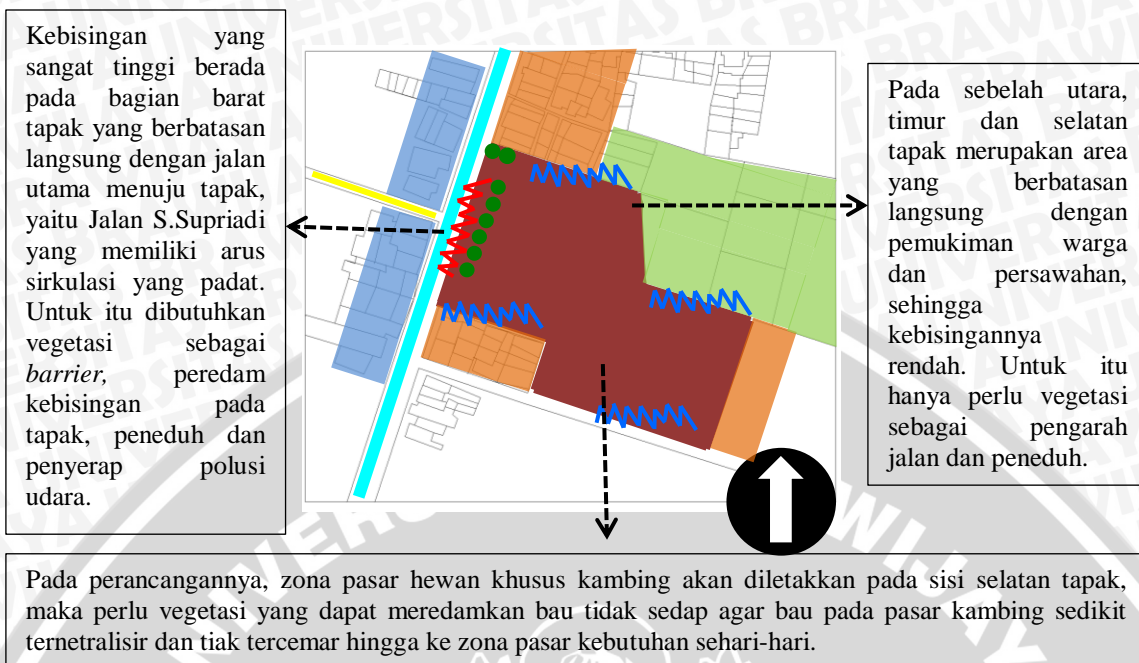 Kebisingan yang
sangat tinggi berada
pada bagian barat
tapak yang berbatasan
langsung dengan jalan
utama menuju tapak,
yaitu Jalan S.Supriadi
yang memiliki arus
sirkulasi yang padat.
Untuk itu dibutuhkan
vegetasi sebagai
barrier, peredam
kebisingan pada
tapak, peneduh dan
penyerap polusi
udara.
Pada sebelah utara,
timur dan selatan
tapak merupakan area
yang berbatasan
langsung dengan
pemukiman warga
dan persawahan,
sehingga
kebisingannya
rendah. Untuk itu
hanya perlu vegetasi
sebagai pengarah
jalan dan peneduh.
Pada perancangannya, zona pasar hewan khusus kambing akan diletakkan pada sisi selatan tapak,
maka perlu vegetasi yang dapat meredamkan bau tidak sedap agar bau pada pasar kambing sedikit
ternetralisir dan tiak tercemar hingga ke zona pasar kebutuhan sehari-hari.